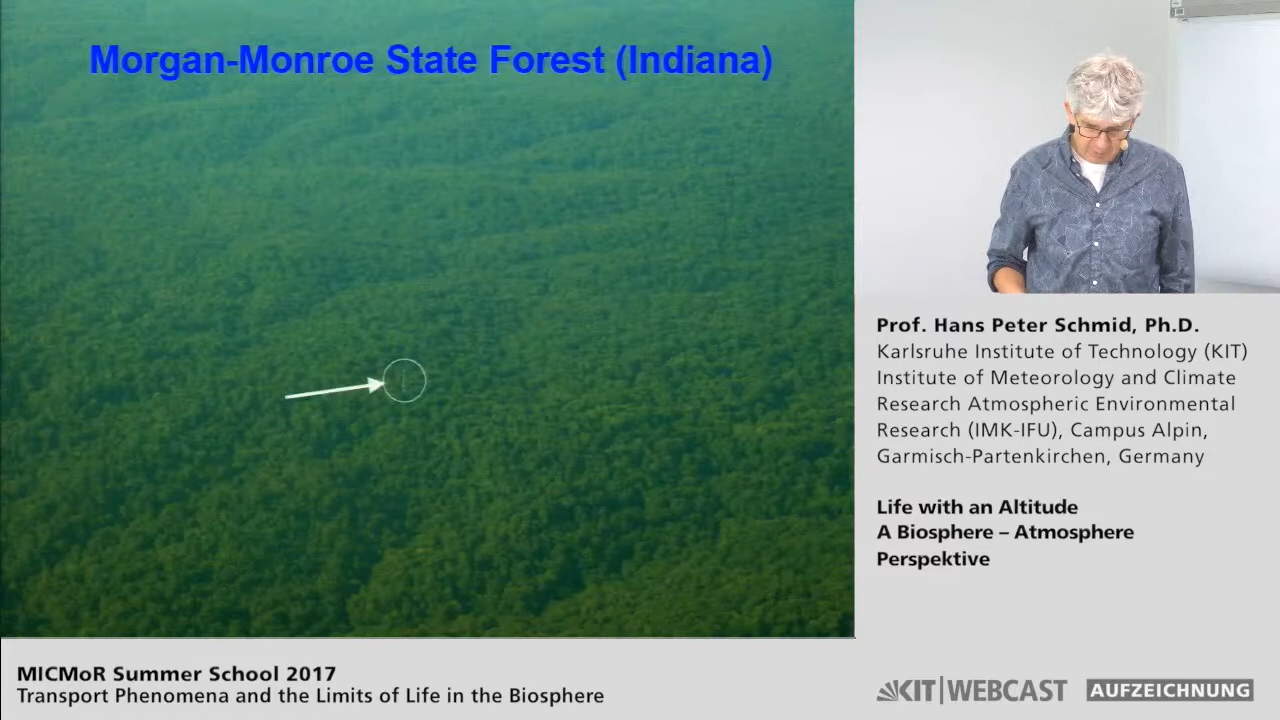 Morgan-Monroe State Forest (Indiana)
Prof. Hans Peter Schmid, Ph.D.
Karlsruhe Institute of Technology (KIT)
Institute of Meteorology and Climate
Research Atmospheric Environmental
Research (IMK-IFU), Campus Alpin,
Garmisch-Partenkirchen, Germany
Life with an Altitude
A Biosphere – Atmosphere
Perspektive
MICMoR Summer School 2017
Transport Phenomena and the Limits of Life in the Biosphere
KIT|WEBCAST AUFZEICHNUNG